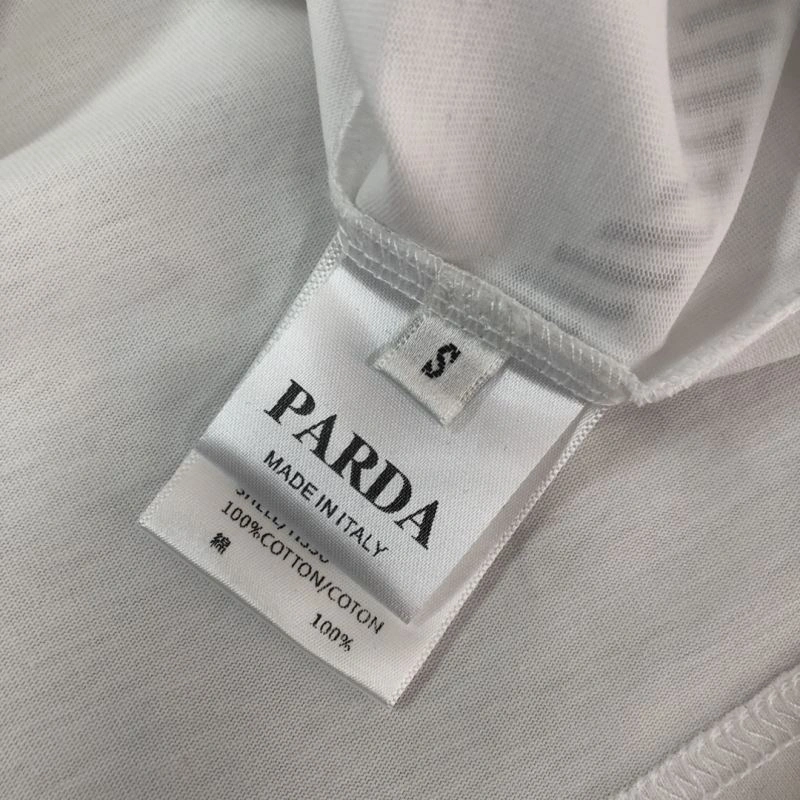 S
PARDA
MADE IN ITALY
100%COTTON/COTON
綿
100%